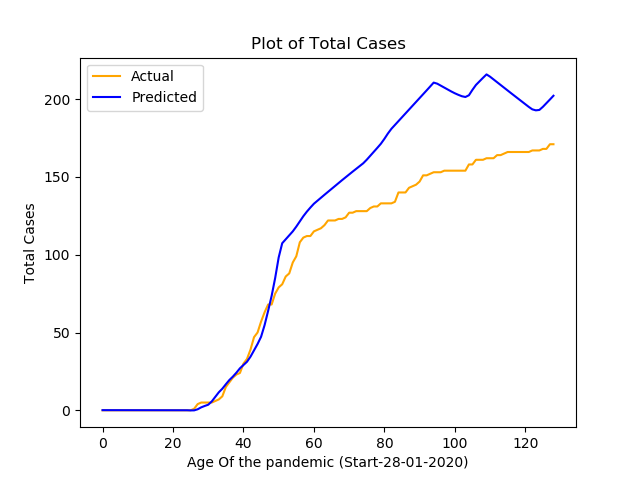 Plot of Total Cases
Actual
Predicted
200
150
100
50
0
Total Cases
0 20 40 60 80 100 120
Age Of the pandemic (Start-28-01-2020)